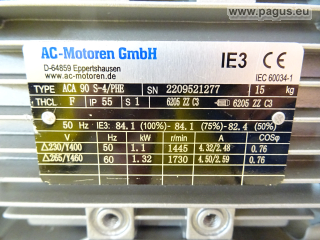 www.pagus.eu
AC-Motoren GmbH
D-64859 Eppertshausen
www.ac-motoren.de
IE3 CE
IEC 60034-1
TYPE ACA 90 S-4/PHE SN 2209521277 15 kg
THCL F IP 55 S 1 6205 ZZ C3 6205 ZZ C3
50 Hz IE3: 84.1 (100%)- 84.1 (75%)- 82.4 (50%)
V Hz kW r/min A COSφ
△230/Y400 50 1.1 1445 4.32/2.48 0.76
△265/Y460 60 1.32 1730 4.50/2.59 0.76